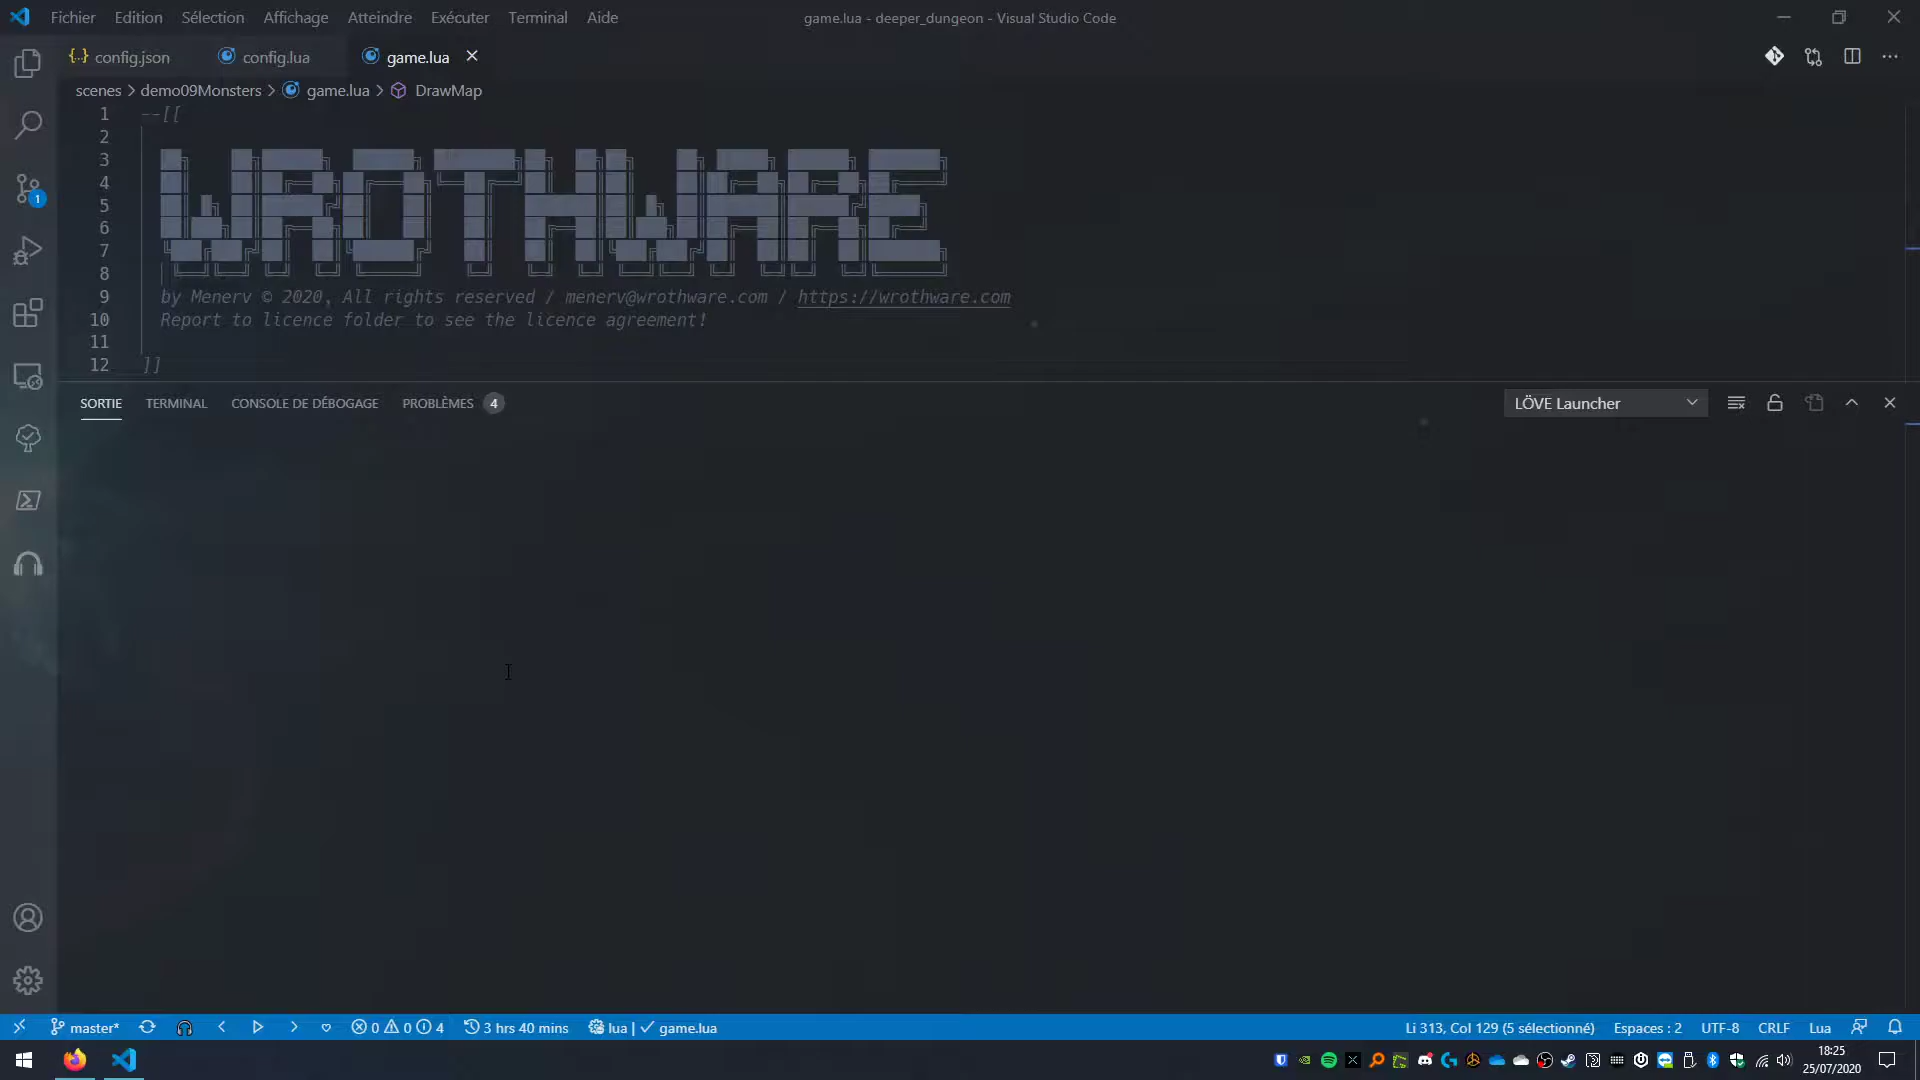 Fichier Edition Sélection Affichage Atteindre Exécuter Terminal Aide game.lua - deeper_dungeon - Visual Studio Code
{..} config.json config.lua game.lua
scenes > demo09Monsters > game.lua > DrawMap
1 --[[
2
3
4
5
6
7
8
WROTHWARE
9 by Menerv © 2020, All rights reserved / menerv@wrothware.com / https://wrothware.com
10 Report to licence folder to see the licence agreement!
11
12 ]]
SORTIE TERMINAL CONSOLE DE DÉBOGAGE PROBLÈMES 4 LÖVE Launcher
1
master* 0 0 4 3 hrs 40 mins lua | game.lua Li 313, Col 129 (5 sélectionné) Espaces : 2 UTF-8 CRLF Lua
18:25
25/07/2020